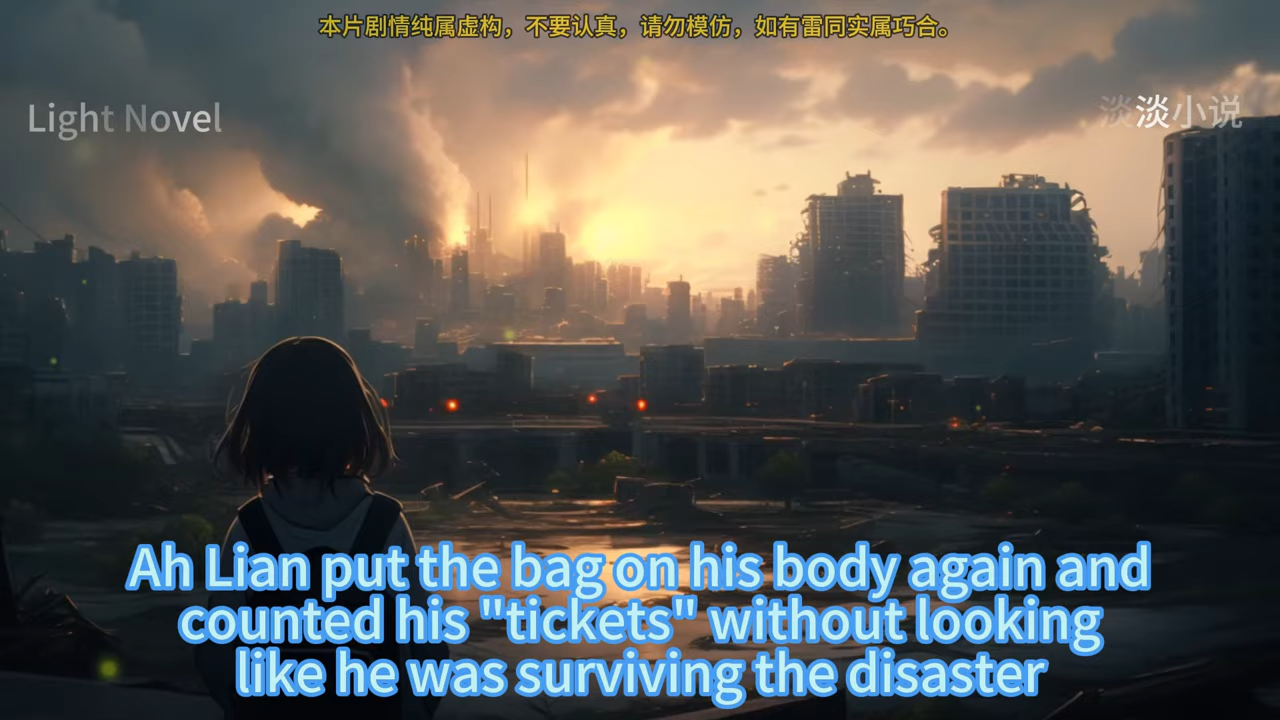 本片剧情纯属虚构，不要认真，请勿模仿，如有雷同实属巧合。
Light Novel
淡淡小说
Ah Lian put the bag on his body again and
counted his "tickets" without looking
like he was surviving the disaster